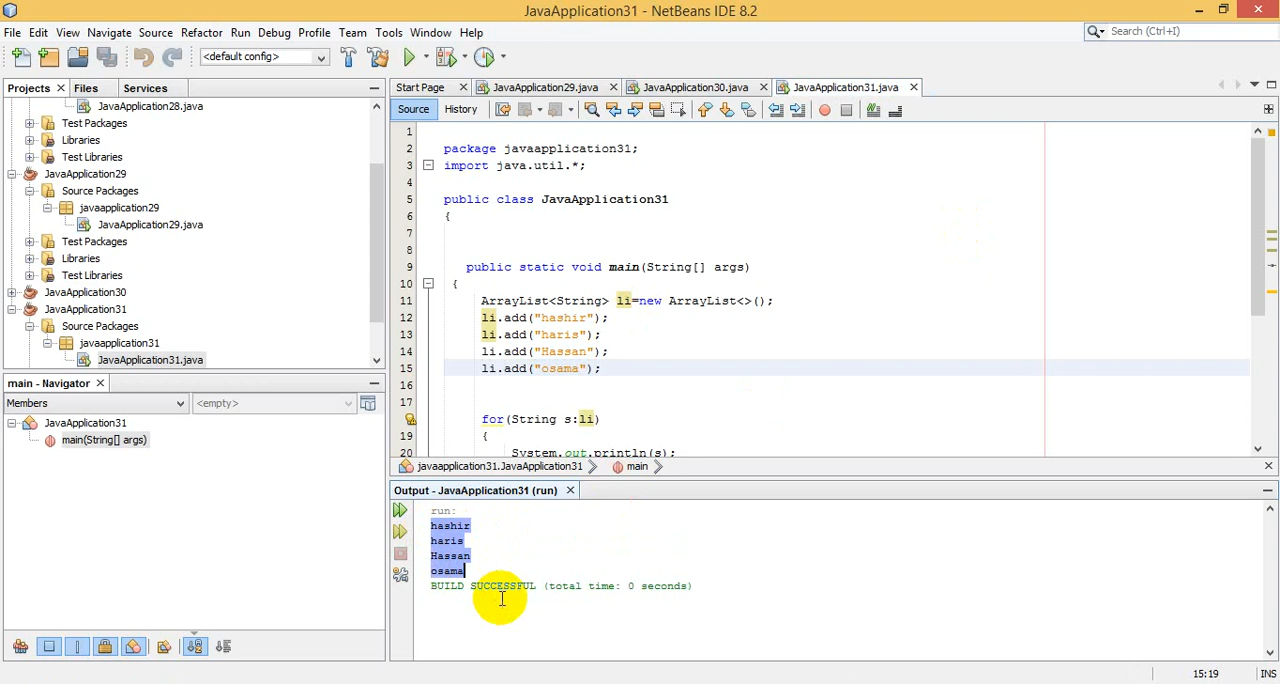 JavaApplication31 - NetBeans IDE 8.2
File Edit View Navigate Source Refactor Run Debug Profile Team Tools Window Help
Search (Ctrl+I)
<default config>
Projects Files Services
JavaApplication28.java
Test Packages
Libraries
Test Libraries
JavaApplication29
Source Packages
javaapplication29
JavaApplication29.java
Test Packages
Libraries
Test Libraries
JavaApplication30
JavaApplication31
Source Packages
javaapplication31
JavaApplication31.java
main - Navigator
Members <empty>
JavaApplication31
main(String[] args)
Start Page JavaApplication29.java JavaApplication30.java JavaApplication31.java
Source History
1
2 package javaapplication31;
3 import java.util.*;
4
5 public class JavaApplication31
6 {
7
8
9 public static void main(String[] args)
10 {
11 ArrayList<String> li=new ArrayList<>();
12 li.add("hashir");
13 li.add("haris");
14 li.add("Hassan");
15 li.add("osama");
16
17
for(String s:li)
19 {
20 System.out.println(s);
javaapplication31.JavaApplication31 main
Output - JavaApplication31 (run)
run:
hashir
haris
Hassan
osama
BUILD SUCCESSFUL (total time: 0 seconds)
15:19 INS